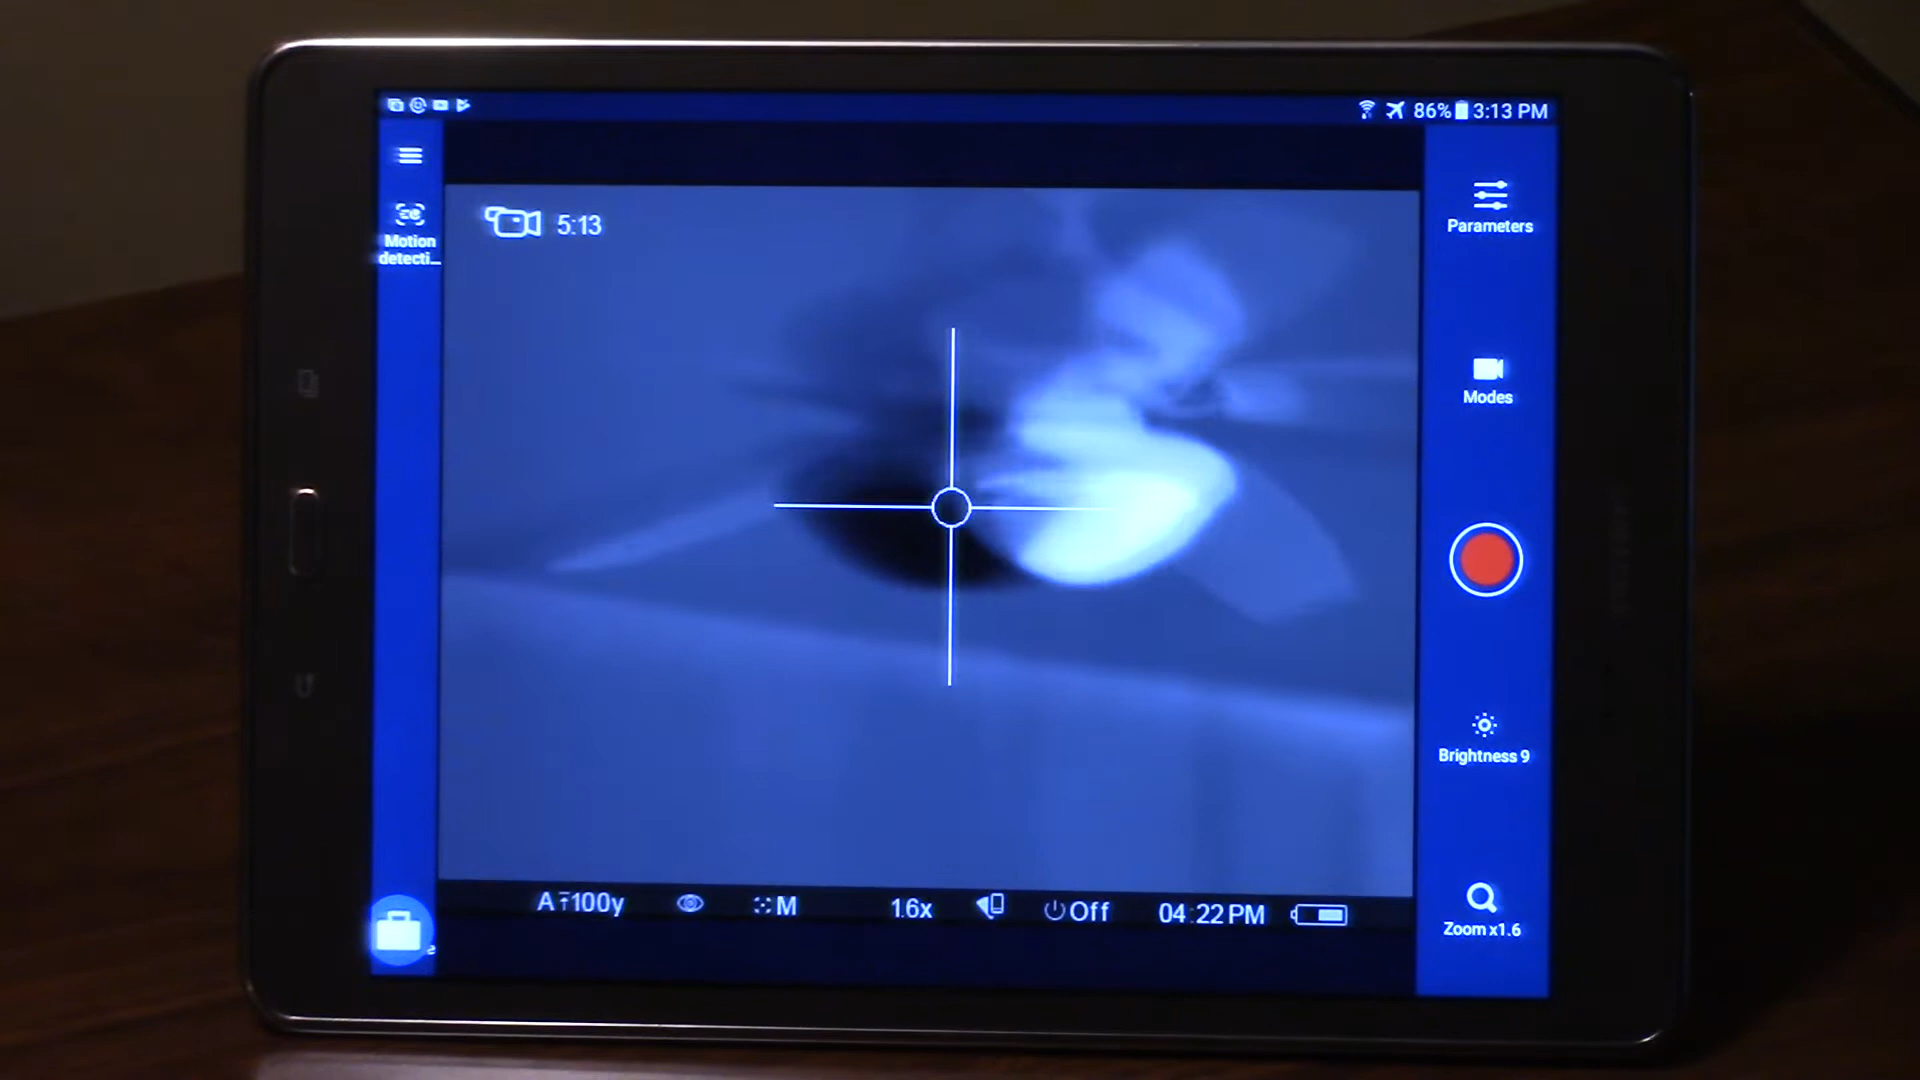 86% 3:13 PM
Motion
detecti...
5:13
Parameters
Modes
Brightness 9
Zoom x1.6
A 100y
M
1.6x
Off
04:22 PM